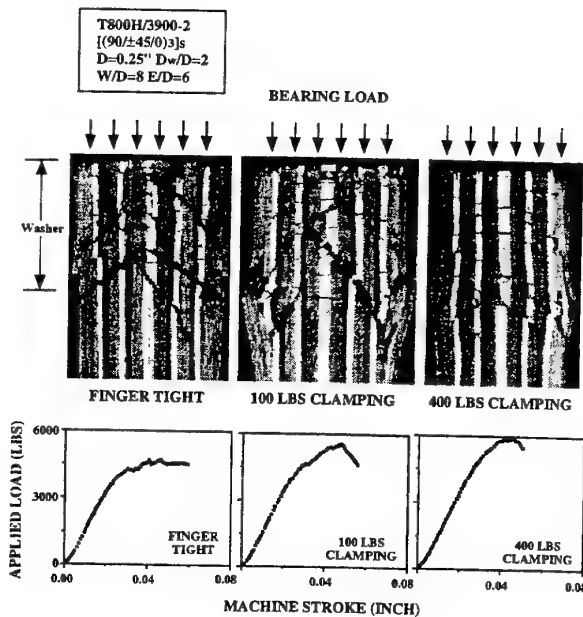 T800H/3900-2
[(90/±45/0)3]s
D=0.25" Dw/D=2
W/D=8 E/D=6
BEARING LOAD
Washer
FINGER TIGHT
100 LBS CLAMPING
400 LBS CLAMPING
APPLIED LOAD (LBS)
6000
3000
0
FINGER
TIGHT
100 LBS
CLAMPING
400 LBS
CLAMPING
0.00
0.04
0.08
0.04
0.08
0.04
0.08
MACHINE STROKE (INCH)